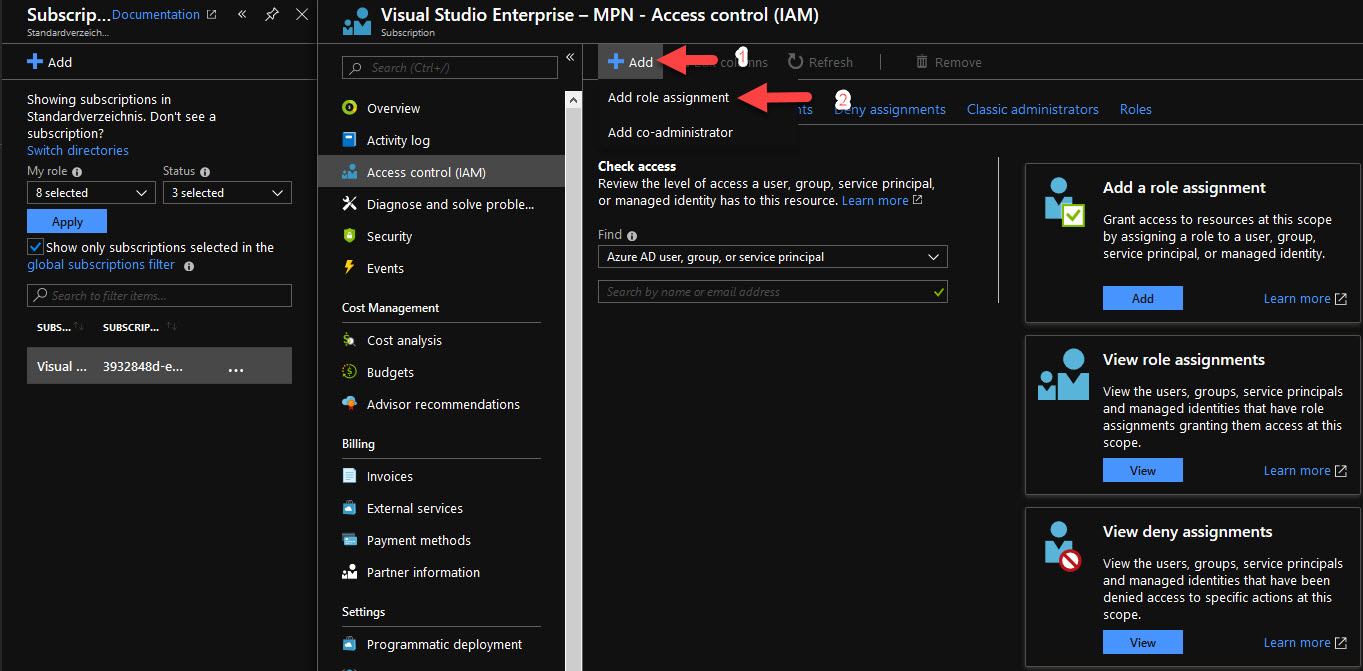 Subscrip... Documentation
Standardverzeich...
Add
Showing subscriptions in
Standardverzeichnis. Don't see a
subscription?
Switch directories
My role Status
8 selected 3 selected
Apply
Show only subscriptions selected in the
global subscriptions filter
Search to filter items...
SUBS... SUBSCRIP...
Visual ... 3932848d-e... ...
Visual Studio Enterprise – MPN - Access control (IAM)
Subscription
Search (Ctrl+/)
Overview
Activity log
Access control (IAM)
Diagnose and solve proble...
Security
Events
Cost Management
Cost analysis
Budgets
Advisor recommendations
Billing
Invoices
External services
Payment methods
Partner information
Settings
Programmatic deployment
Add 1 Refresh Remove
Add role assignment 2
Deny assignments Classic administrators Roles
Add co-administrator
Check access
Review the level of access a user, group, service principal,
or managed identity has to this resource. Learn more
Find
Azure AD user, group, or service principal
Search by name or email address
Add a role assignment
Grant access to resources at this scope
by assigning a role to a user, group,
service principal, or managed identity.
Add Learn more
View role assignments
View the users, groups, service principals
and managed identities that have role
assignments granting them access at this
scope.
View Learn more
View deny assignments
View the users, groups, service principals
and managed identities that have been
denied access to specific actions at this
scope.
View Learn more